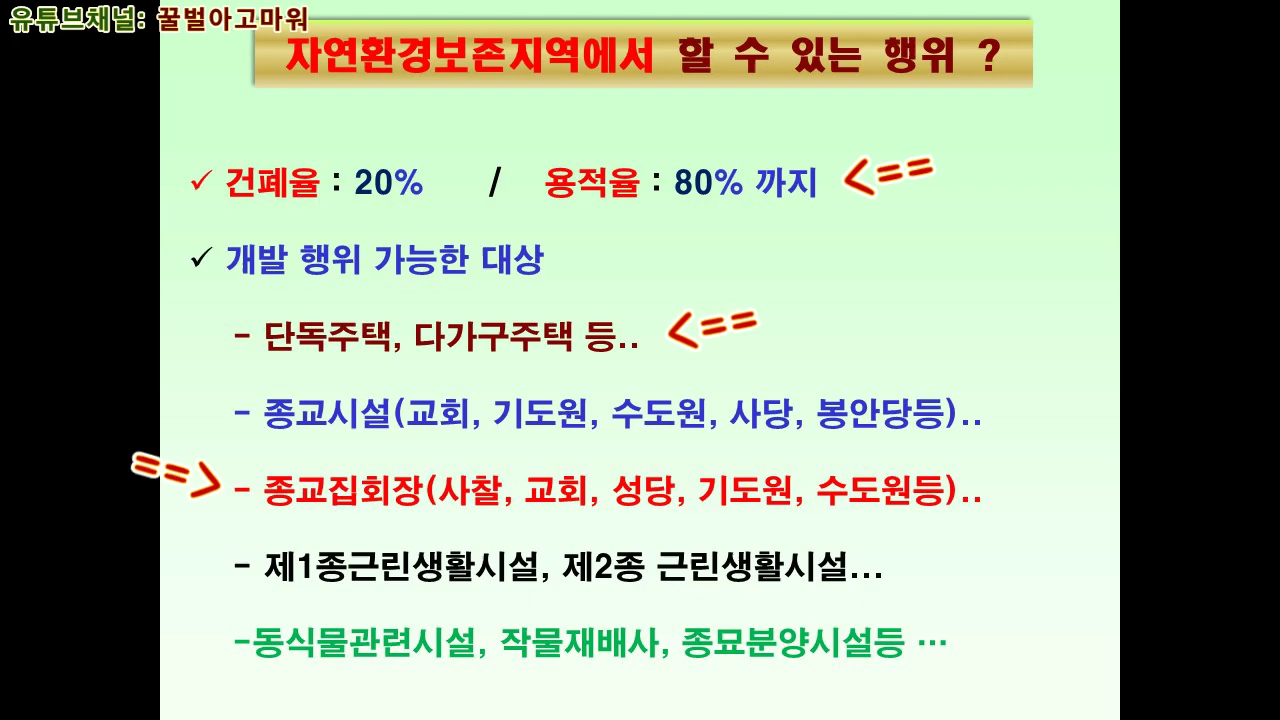 유튜브채널: 꿀벌아고마워
자연환경보존지역에서 할 수 있는 행위 ?
✓ 건폐율 : 20% / 용적율 : 80% 까지 <==
✓ 개발 행위 가능한 대상
- 단독주택, 다가구주택 등.. <==
- 종교시설(교회, 기도원, 수도원, 사당, 봉안당등)..
==> - 종교집회장(사찰, 교회, 성당, 기도원, 수도원등)..
- 제1종근린생활시설, 제2종 근린생활시설...
-동식물관련시설, 작물재배사, 종묘분양시설등 …